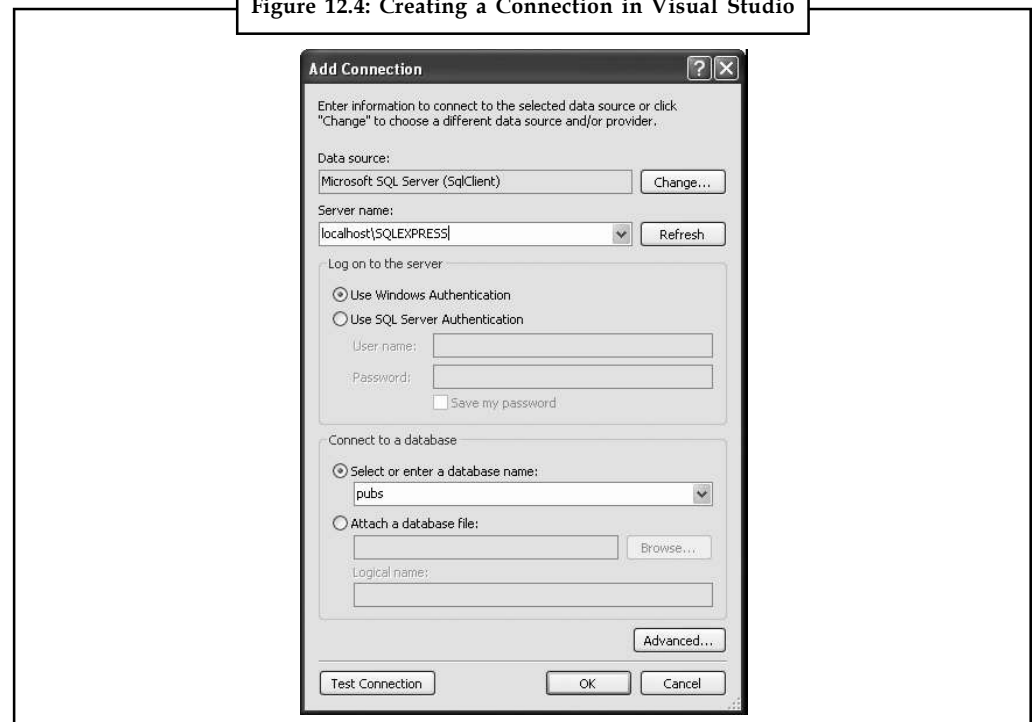 Figure 12.4: Creating a Connection in Visual Studio
Add Connection
Enter information to connect to the selected data source or click
"Change" to choose a different data source and/or provider.
Data source:
Microsoft SQL Server (SqlClient)
Change...
Server name:
localhost\SQLEXPRESS
Refresh
Log on to the server
Use Windows Authentication
Use SQL Server Authentication
User name:
Password:
Save my password
Connect to a database
Select or enter a database name:
pubs
Attach a database file:
Browse...
Logical name:
Advanced...
Test Connection
OK
Cancel